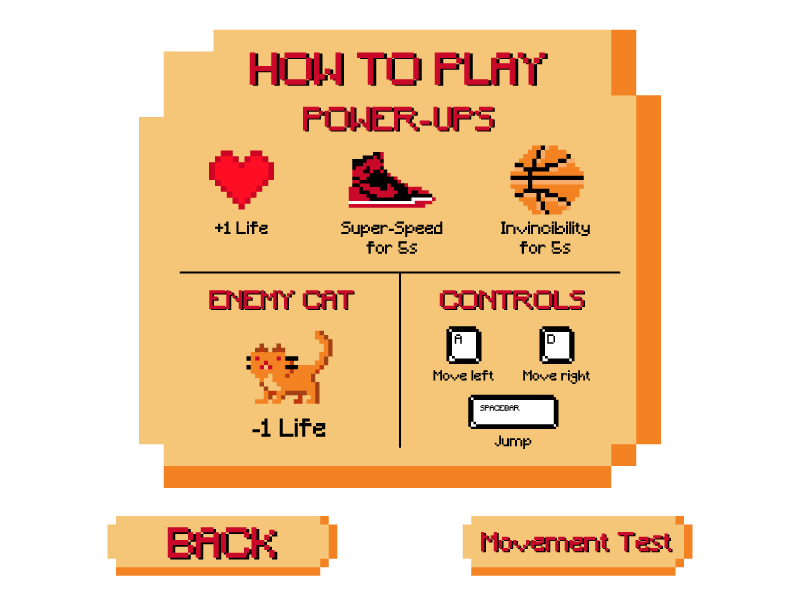 HOW TO PLAY
POWER-UPS
+1 Life
Super-Speed
for 5s
Invincibility
for 5s
ENEMY CAT
-1 Life
CONTROLS
A
Move left
D
Move right
SPACEBAR
Jump
BACK
Movement Test